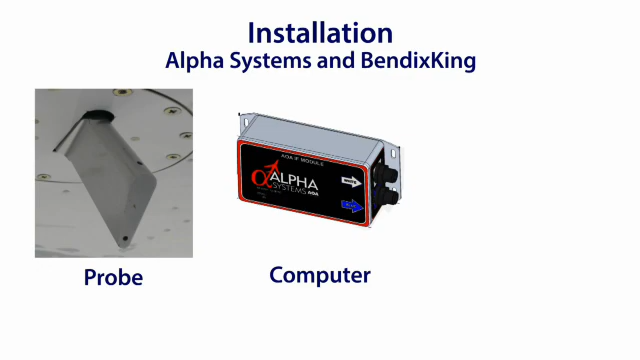 Installation
Alpha Systems and BendixKing
AOA IF MODULE
ALPHA
SYSTEMS AOA
Probe
Computer